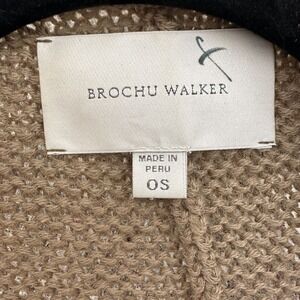 BROCHU WALKER
MADE IN
PERU
OS